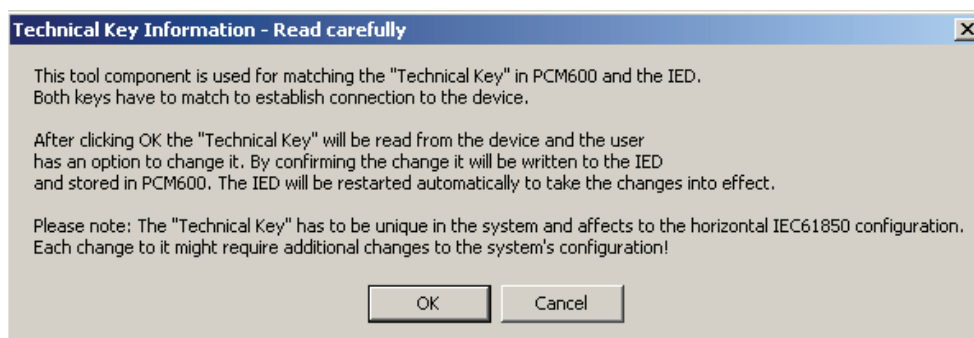 Technical Key Information - Read carefully
This tool component is used for matching the "Technical Key" in PCM600 and the IED.
Both keys have to match to establish connection to the device.
After clicking OK the "Technical Key" will be read from the device and the user
has an option to change it. By confirming the change it will be written to the IED
and stored in PCM600. The IED will be restarted automatically to take the changes into effect.
Please note: The "Technical Key" has to be unique in the system and affects to the horizontal IEC61850 configuration.
Each change to it might require additional changes to the system's configuration!
OK Cancel